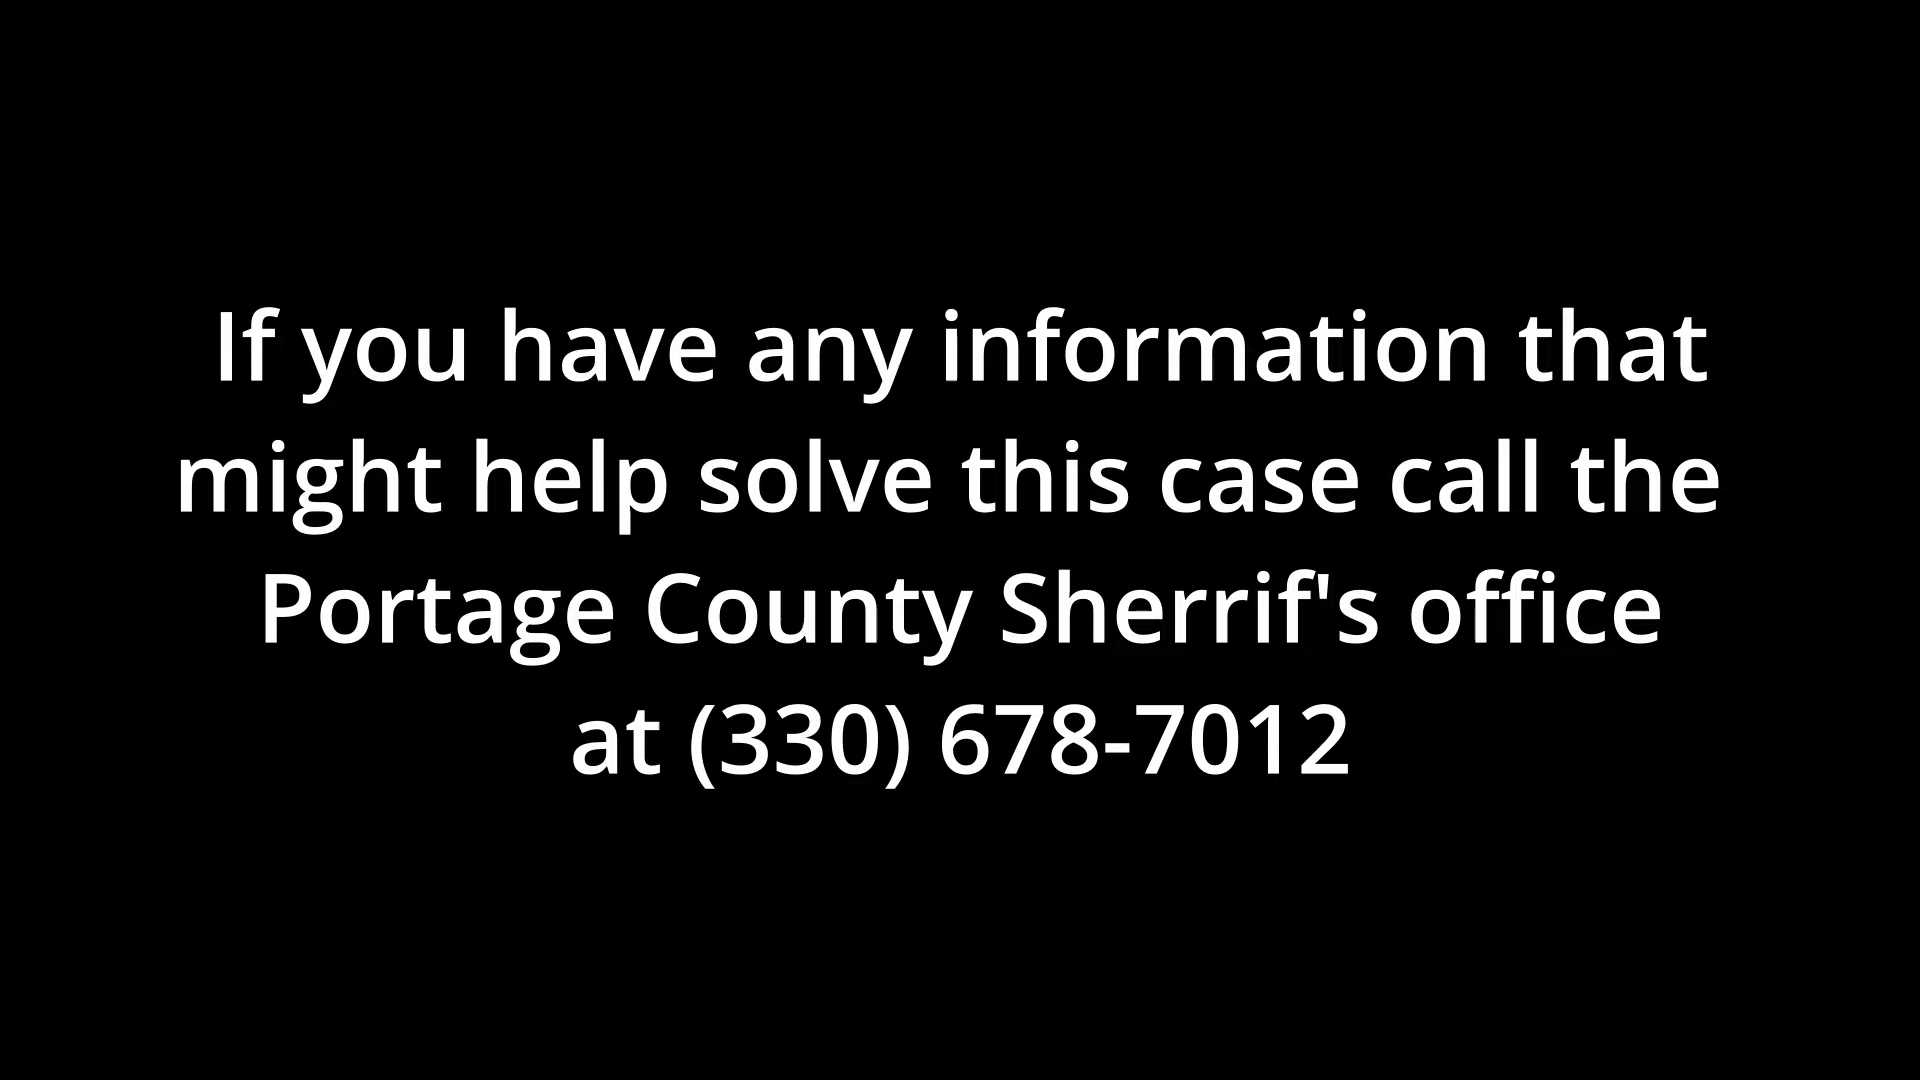 If you have any information that
might help solve this case call the
Portage County Sherrif's office
at (330) 678-7012